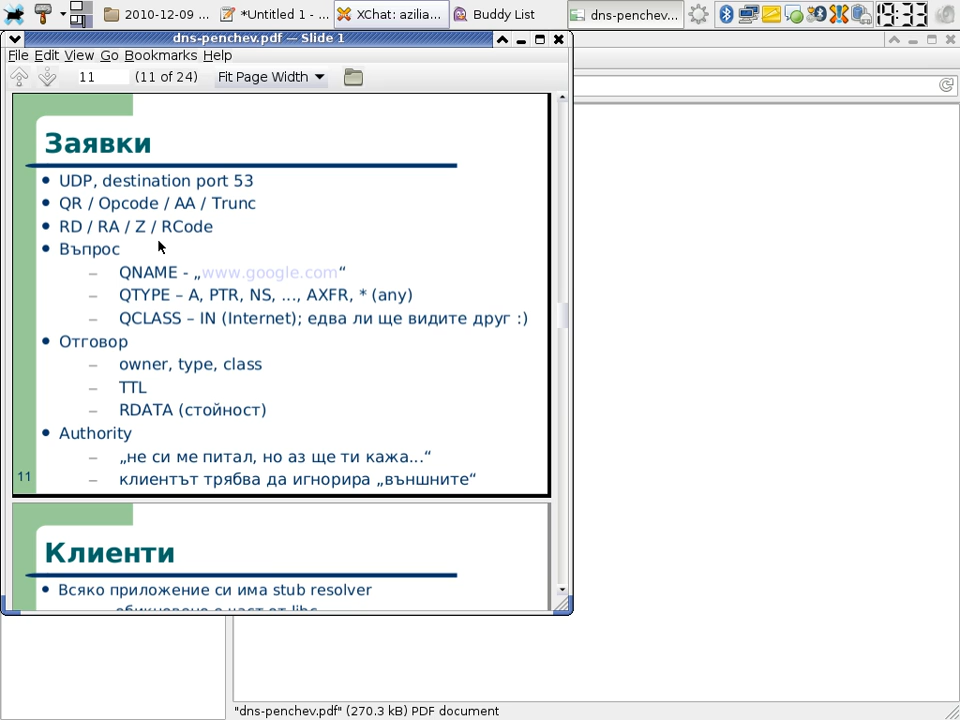 2010-12-09 ...
*Untitled 1 - ...
XChat: azilia...
Buddy List
dns-penchev...
19:33
dns-penchev.pdf — Slide 1
File Edit View Go Bookmarks Help
11 (11 of 24) Fit Page Width
Заявки
UDP, destination port 53
QR / Opcode / AA / Trunc
RD / RA / Z / RCode
Въпрос
– QNAME - „www.google.com“
– QTYPE – A, PTR, NS, ..., AXFR, * (any)
– QCLASS – IN (Internet); едва ли ще видите друг :)
Отговор
– owner, type, class
– TTL
– RDATA (стойност)
Authority
– „не си ме питал, но аз ще ти кажа...“
– клиентът трябва да игнорира „външните“
11
Клиенти
Всяко приложение си има stub resolver
обикновено е част от libc
"dns-penchev.pdf" (270.3 kB) PDF document